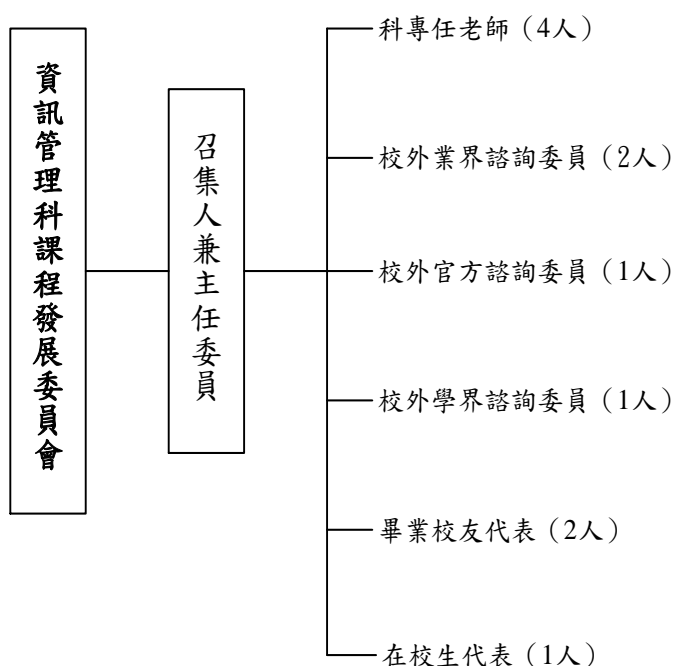 資訊管理科課程發展委員會
召集人兼主任委員
科專任老師（4人）
校外業界諮詢委員（2人）
校外官方諮詢委員（1人）
校外學界諮詢委員（1人）
畢業校友代表（2人）
在校生代表（1人）